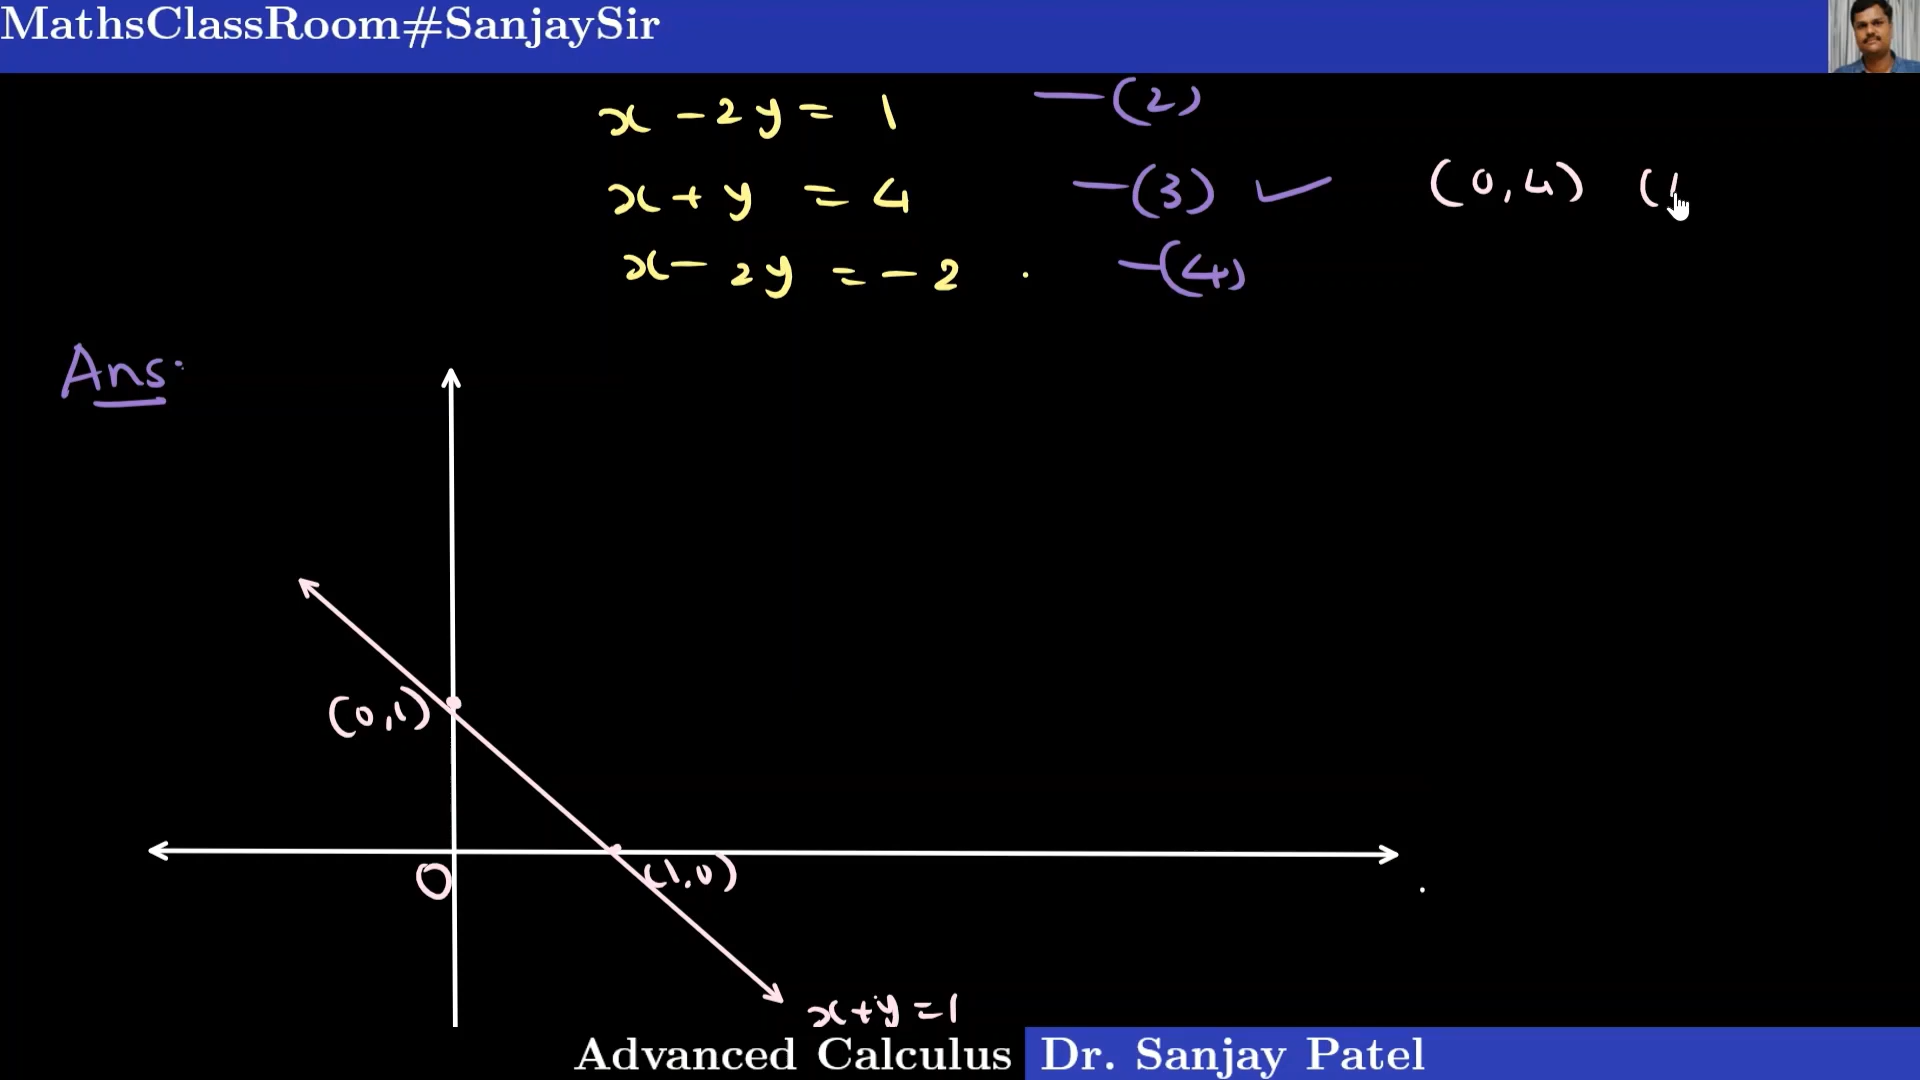 MathsClassRoom#SanjaySir
x - 2y = 1 —(2)
x + y = 4 —(3) ✓ (0,4) (1
x - 2y = -2 . —(4)
Ans:
(0,1)
O
(1,0)
x+y=1
Advanced Calculus Dr. Sanjay Patel